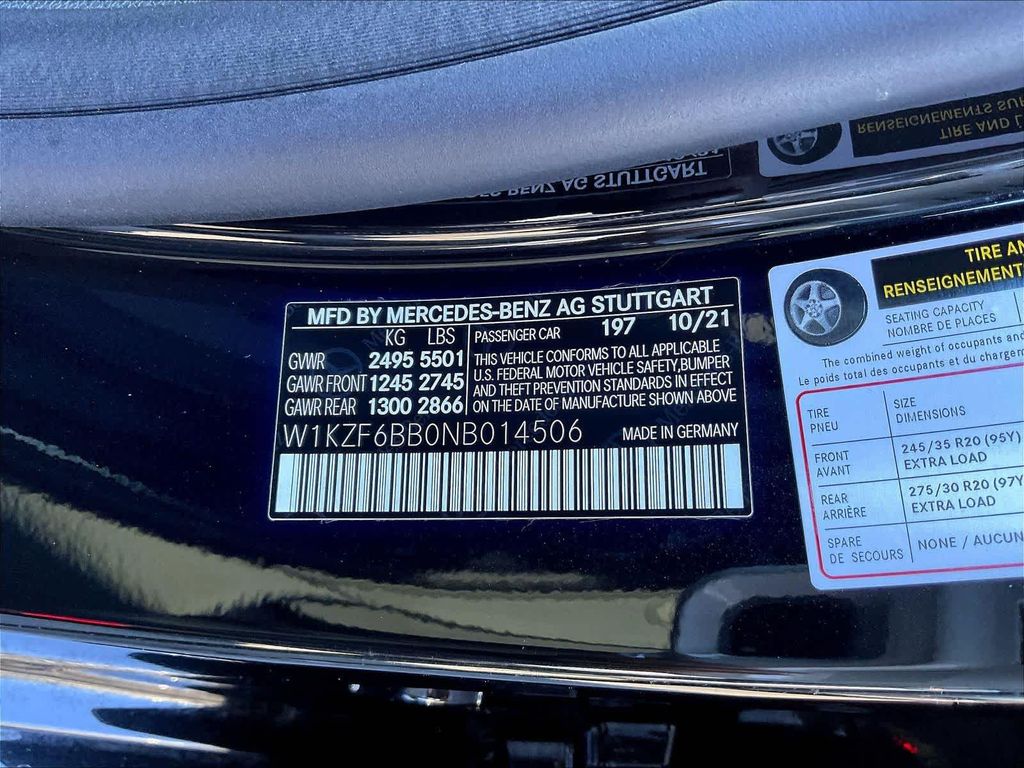 RENSEIGNEMENTS SU
TIRE AND L
BENZ AG STUTTGART
MFD BY MERCEDES-BENZ AG STUTTGART
KG LBS
GVWR 2495 5501
GAWR FRONT 1245 2745
GAWR REAR 1300 2866
PASSENGER CAR 197 10/21
THIS VEHICLE CONFORMS TO ALL APPLICABLE
U.S. FEDERAL MOTOR VEHICLE SAFETY, BUMPER
AND THEFT PREVENTION STANDARDS IN EFFECT
ON THE DATE OF MANUFACTURE SHOWN ABOVE
W1KZF6BB0NB014506 MADE IN GERMANY
TIRE AN
RENSEIGNEMENT
SEATING CAPACITY
NOMBRE DE PLACES
The combined weight of occupants and
Le poids total des occupants et du charger
TIRE SIZE
PNEU DIMENSIONS
FRONT 245/35 R20 (95Y)
AVANT EXTRA LOAD
REAR 275/30 R20 (97Y
ARRIÈRE EXTRA LOAD
SPARE NONE / AUCUN
DE SECOURS